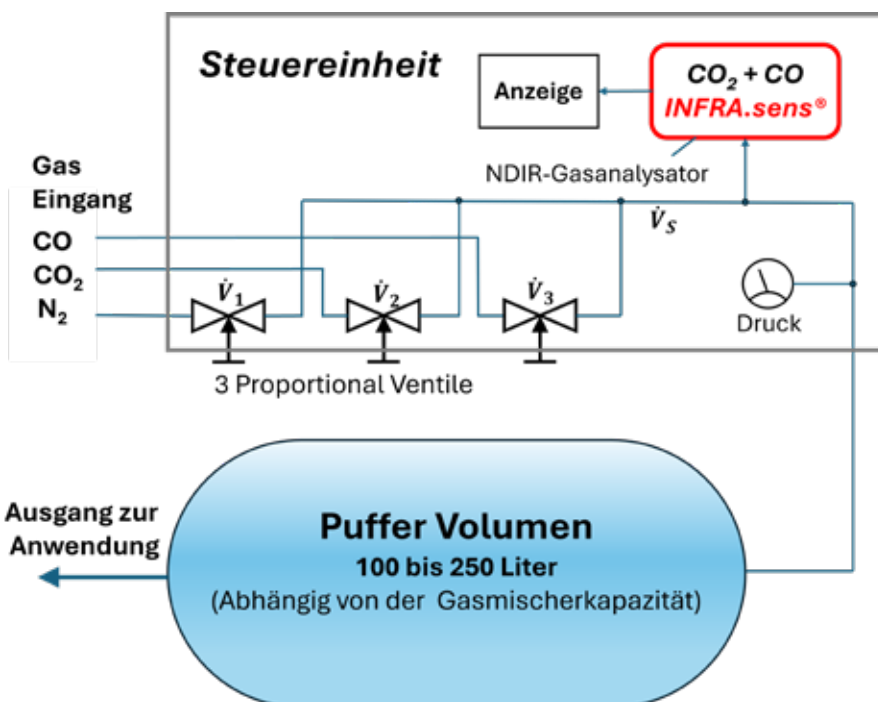 Steuereinheit
Anzeige
CO₂ + CO
INFRA.sens®
NDIR-Gasanalysator
Gas
Eingang
CO
CO₂
N₂
V̇₁
V̇₂
V̇₃
V̇S
Druck
3 Proportional Ventile
Ausgang zur
Anwendung
Puffer Volumen
100 bis 250 Liter
(Abhängig von der Gasmischerkapazität)